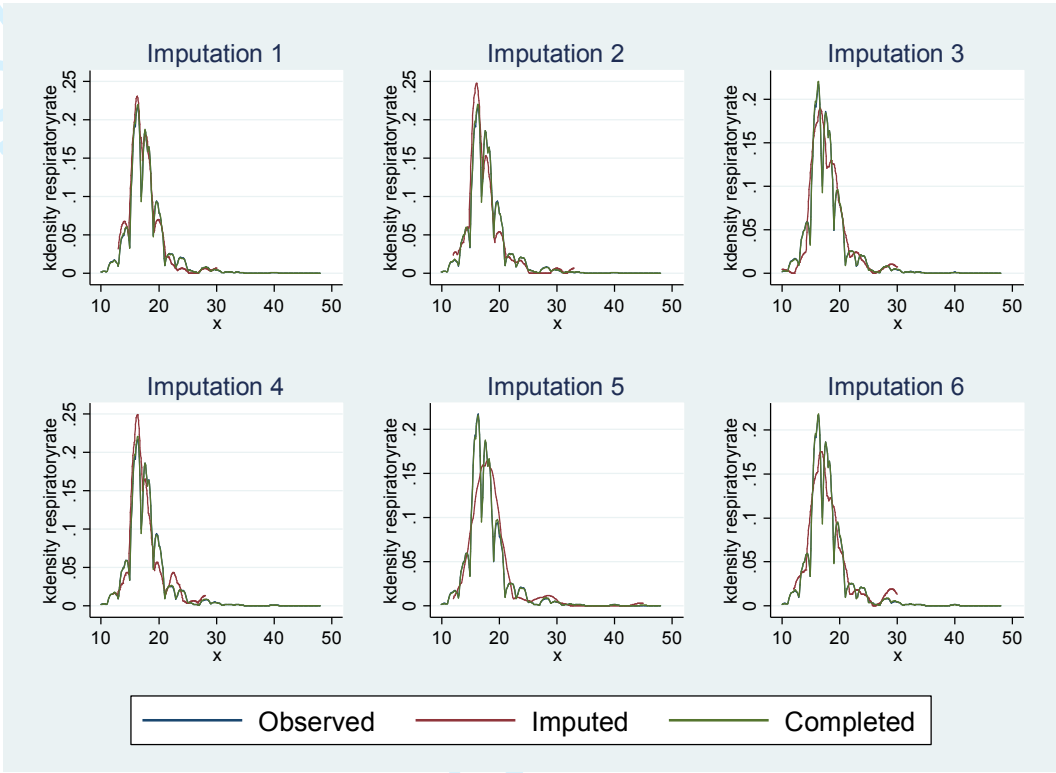 Imputation 1
kdensity respiratoryrate
0 .05 .1 .15 .2 .25
10 20 30 40 50
x
Imputation 2
kdensity respiratoryrate
0 .05 .1 .15 .2 .25
10 20 30 40 50
x
Imputation 3
kdensity respiratoryrate
0 .05 .1 .15 .2
10 20 30 40 50
x
Imputation 4
kdensity respiratoryrate
0 .05 .1 .15 .2 .25
10 20 30 40 50
x
Imputation 5
kdensity respiratoryrate
0 .05 .1 .15 .2
10 20 30 40 50
x
Imputation 6
kdensity respiratoryrate
0 .05 .1 .15 .2
10 20 30 40 50
x
Observed Imputed Completed